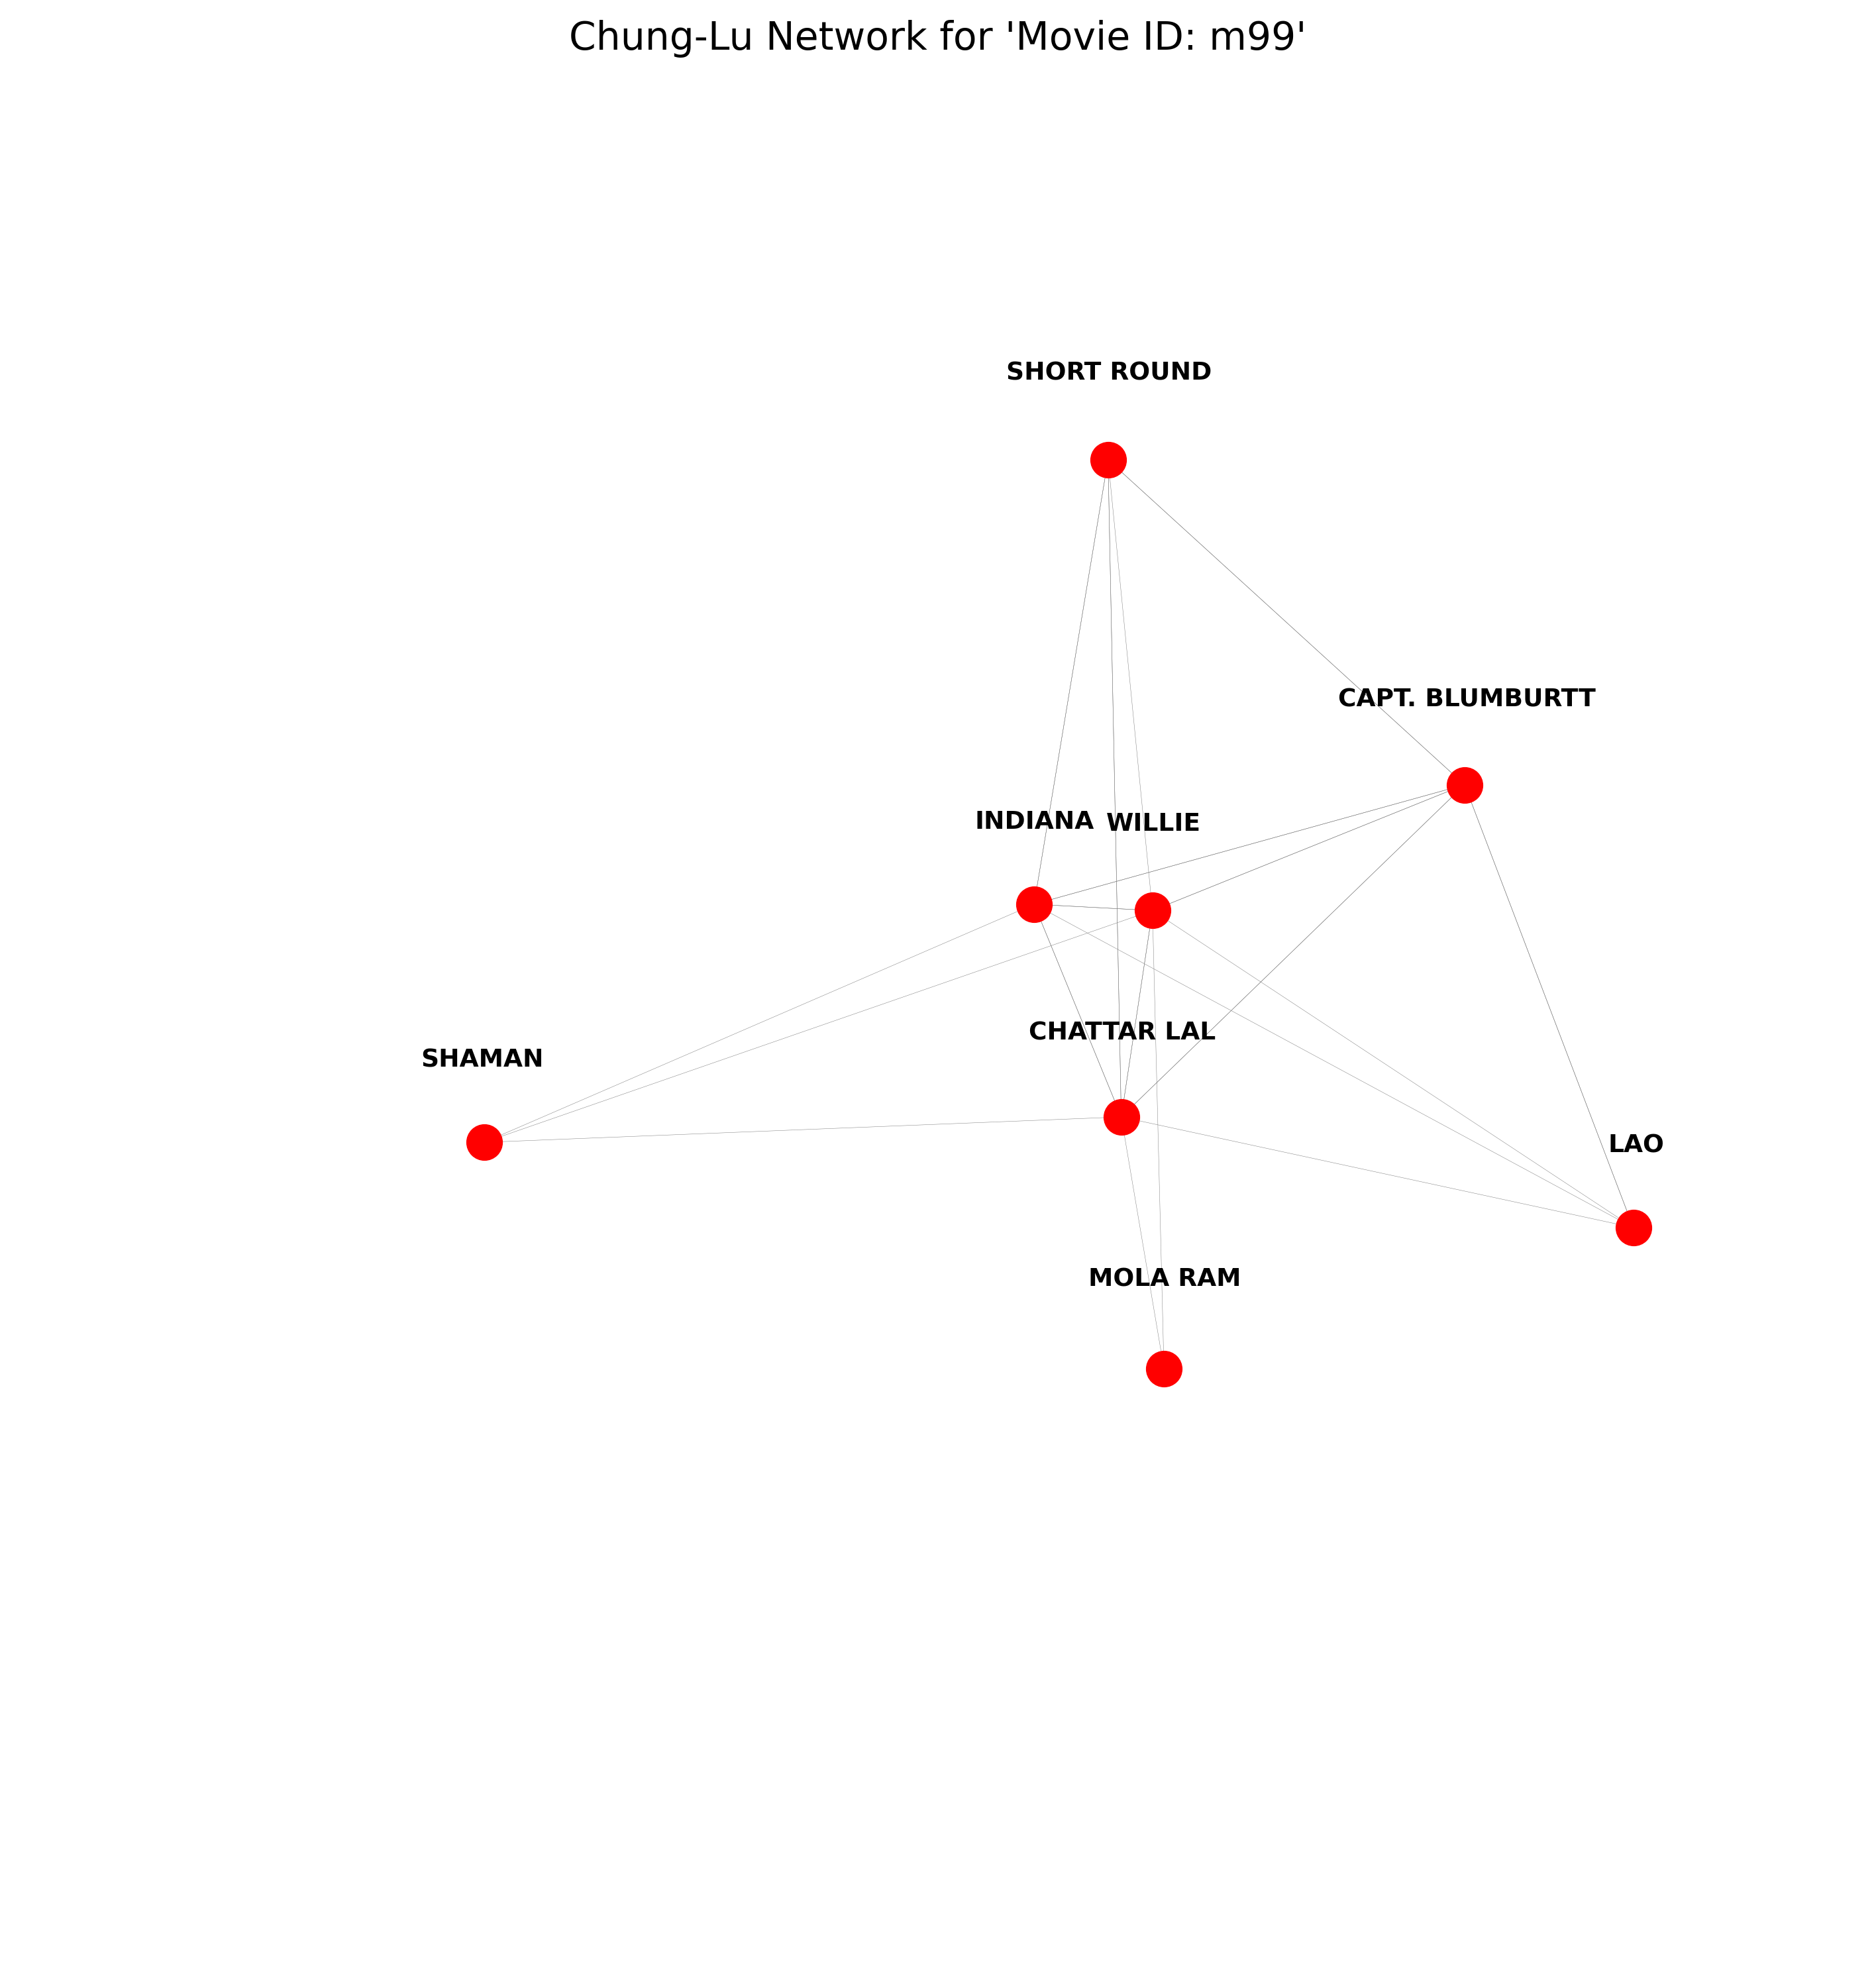 Chung-Lu Network for 'Movie ID: m99'
SHORT ROUND
CAPT. BLUMBURTT
INDIANA
WILLIE
CHATTAR LAL
SHAMAN
LAO
MOLA RAM